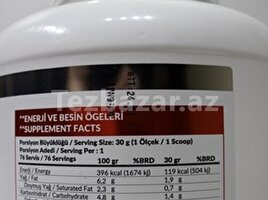 Tezbazar.az
**ENERJİ VE BESİN ÖGELERİ
**SUPPLEMENT FACTS
Porsiyon Büyüklüğü / Serving Size: 30 g (1 Ölçek / 1 Scoop)
Porsiyon Adedi / Serving Per : 1
76 Servis / 76 Servings
100 gr %BRD 30 gr %BRD
Enerji / Energy 396 kcal (1674 kj) 119 kcal (504 kj)
Yağ / Fat 6,2 g 1,9 g
Doymuş Yağ / Saturated Fat 2,3 g 0,7 g
Karbonhidrat / Carbohydrate 4,8 g 1,4 g